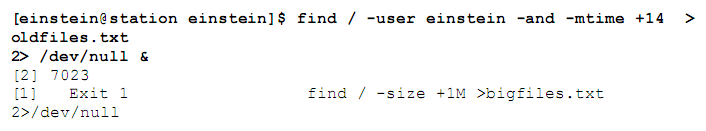 [einstein@station einstein]$ find / -user einstein -and -mtime +14  >
oldfiles.txt
2> /dev/null &
[2] 7023
[1]   Exit 1                  find / -size +1M >bigfiles.txt
2>/dev/null